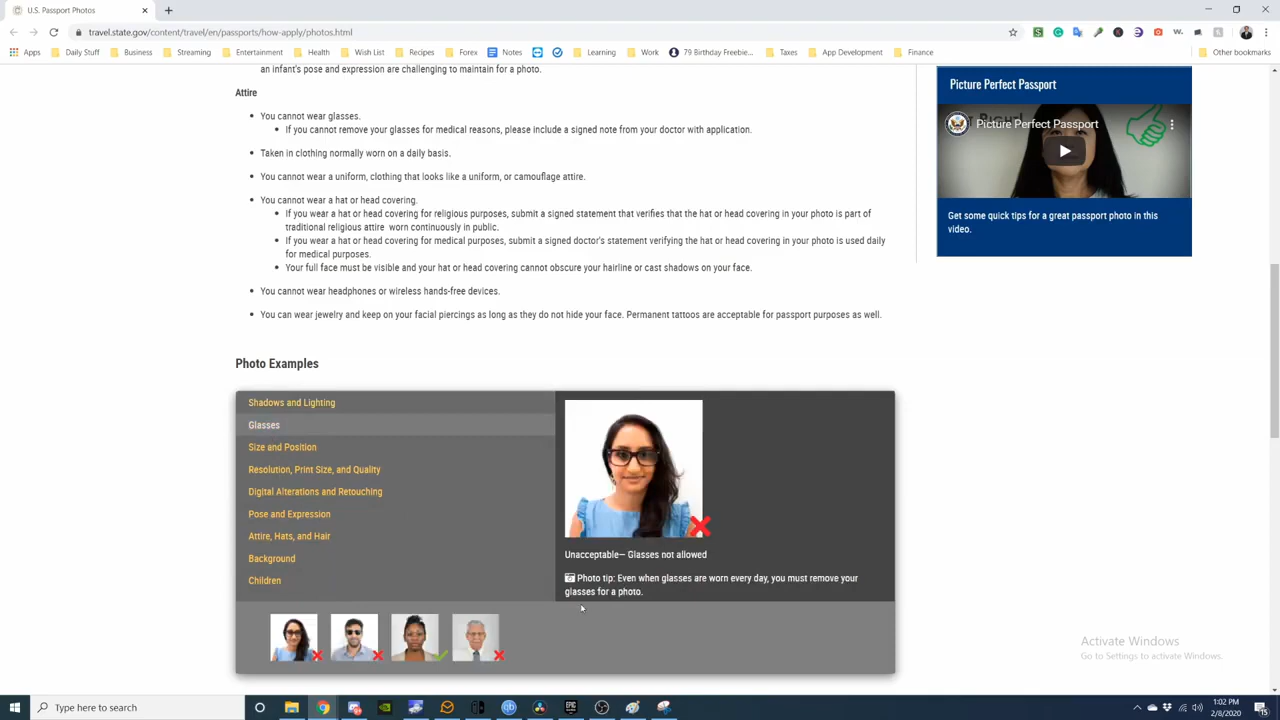 U.S. Passport Photos
travel.state.gov/content/travel/en/passports/how-apply/photos.html
Apps Daily Stuff Business Streaming Entertainment Health Wish List Recipes Forex Notes Learning Work 79 Birthday Freebie... Taxes App Development Finance Other bookmarks
an infant's pose and expression are challenging to maintain for a photo.
Attire
You cannot wear glasses.
If you cannot remove your glasses for medical reasons, please include a signed note from your doctor with application.
Taken in clothing normally worn on a daily basis.
You cannot wear a uniform, clothing that looks like a uniform, or camouflage attire.
You cannot wear a hat or head covering.
If you wear a hat or head covering for religious purposes, submit a signed statement that verifies that the hat or head covering in your photo is part of
traditional religious attire worn continuously in public.
If you wear a hat or head covering for medical purposes, submit a signed doctor's statement verifying the hat or head covering in your photo is used daily
for medical purposes.
Your full face must be visible and your hat or head covering cannot obscure your hairline or cast shadows on your face.
You cannot wear headphones or wireless hands-free devices.
You can wear jewelry and keep on your facial piercings as long as they do not hide your face. Permanent tattoos are acceptable for passport purposes as well.
Picture Perfect Passport
Picture Perfect Passport
Get some quick tips for a great passport photo in this
video.
Photo Examples
Shadows and Lighting
Glasses
Size and Position
Resolution, Print Size, and Quality
Digital Alterations and Retouching
Pose and Expression
Attire, Hats, and Hair
Background
Children
Unacceptable— Glasses not allowed
Photo tip: Even when glasses are worn every day, you must remove your
glasses for a photo.
Activate Windows
Go to Settings to activate Windows.
Type here to search
1:02 PM
2/8/2020
15